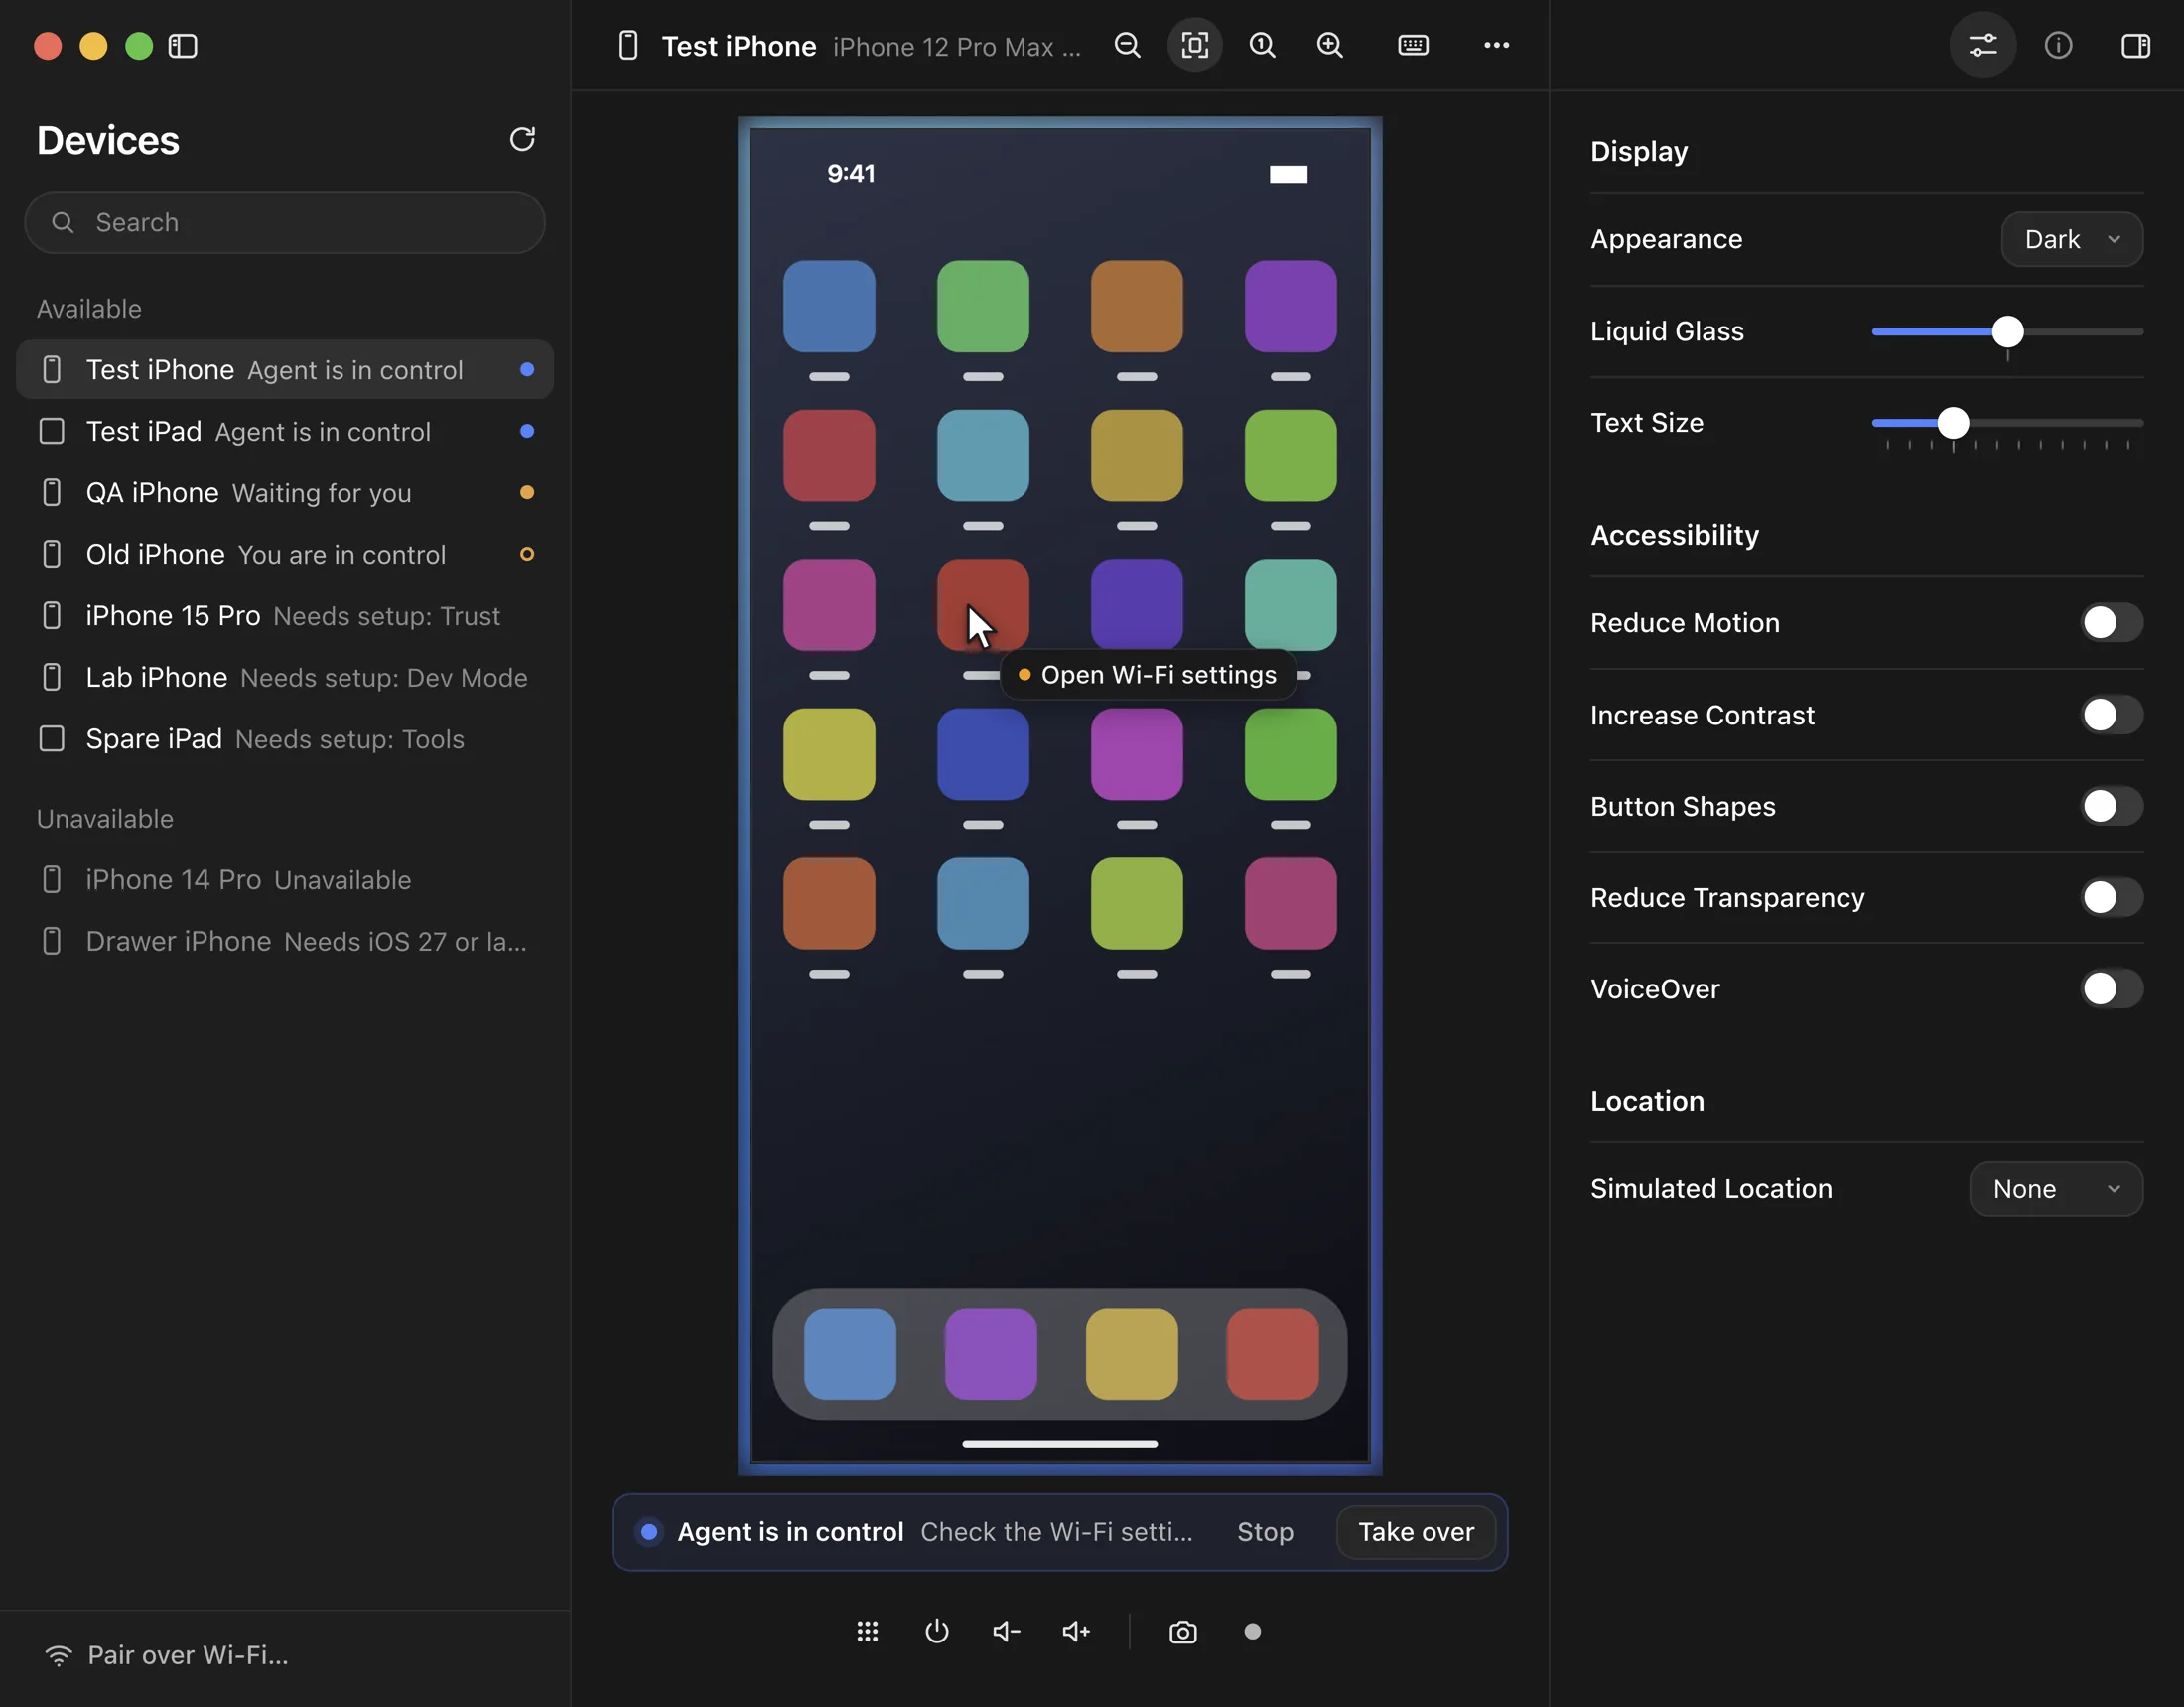 Test iPhone iPhone 12 Pro Max ...
Devices
Search
Available
Test iPhone Agent is in control
Test iPad Agent is in control
QA iPhone Waiting for you
Old iPhone You are in control
iPhone 15 Pro Needs setup: Trust
Lab iPhone Needs setup: Dev Mode
Spare iPad Needs setup: Tools
Unavailable
iPhone 14 Pro Unavailable
Drawer iPhone Needs iOS 27 or la...
Pair over Wi-Fi...
9:41
Open Wi-Fi settings
Agent is in control Check the Wi-Fi setti... Stop Take over
Display
Appearance Dark
Liquid Glass
Text Size
Accessibility
Reduce Motion
Increase Contrast
Button Shapes
Reduce Transparency
VoiceOver
Location
Simulated Location None